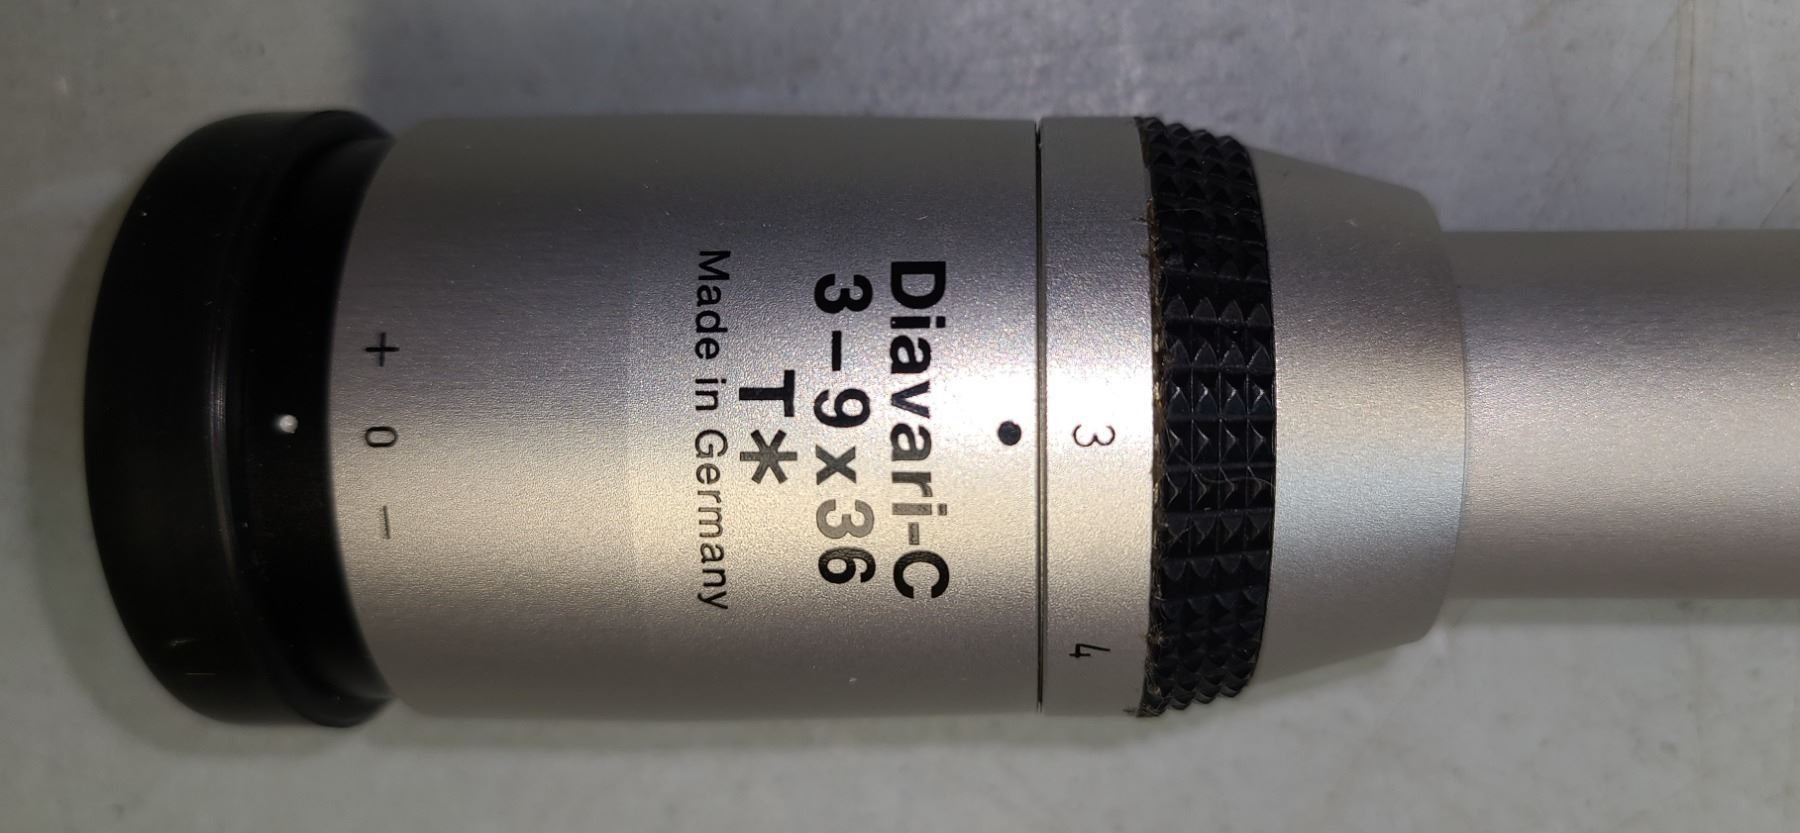 Diavari-C
3-9x36
T*
Made in Germany
3
4
+ 0 -